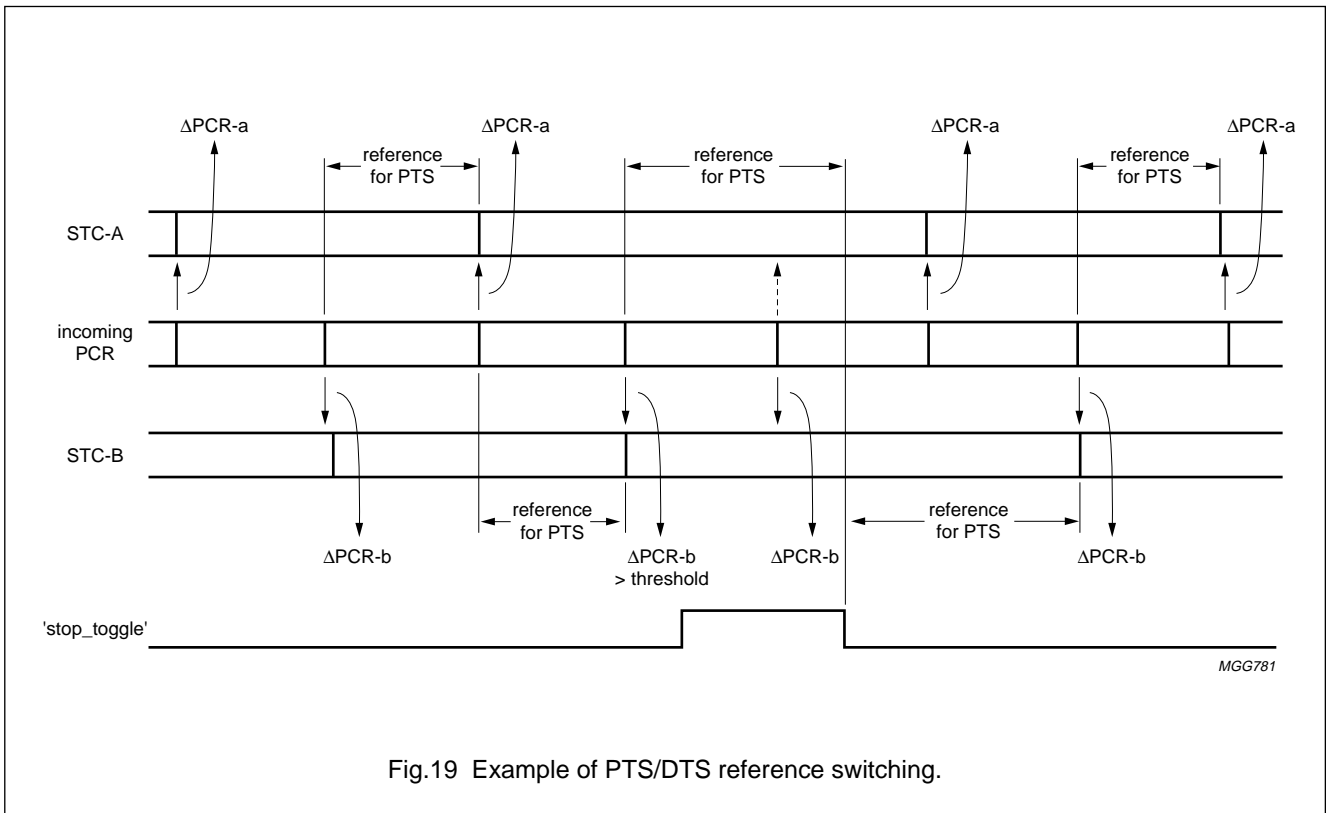 ΔPCR-a
ΔPCR-a
ΔPCR-a
ΔPCR-a
reference
for PTS
reference
for PTS
reference
for PTS
STC-A
incoming
PCR
STC-B
reference
for PTS
reference
for PTS
ΔPCR-b
ΔPCR-b
> threshold
ΔPCR-b
ΔPCR-b
'stop_toggle'
MGG781
Fig.19 Example of PTS/DTS reference switching.